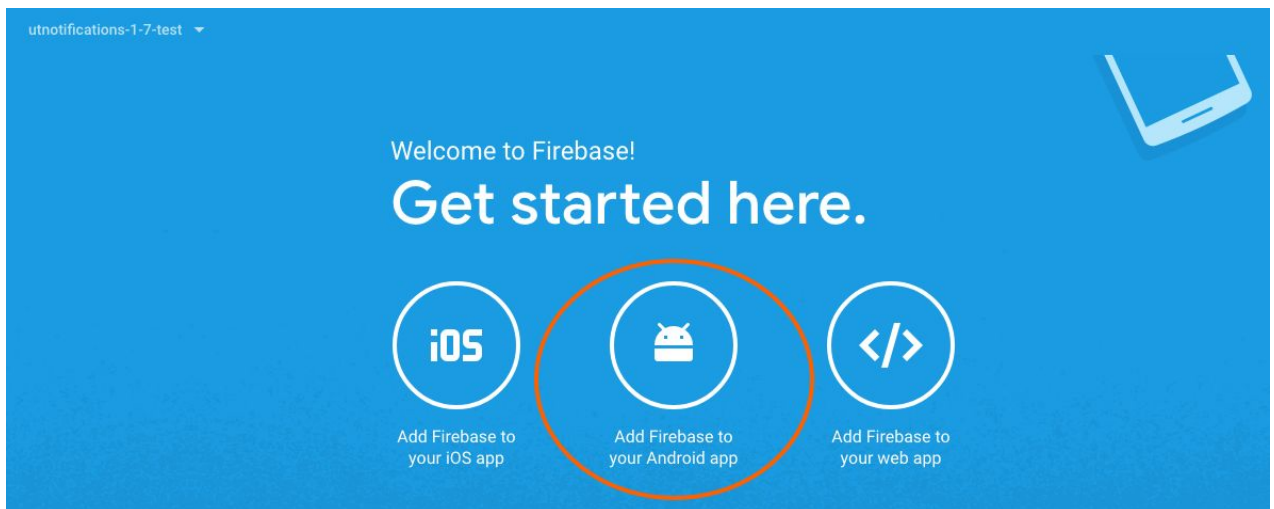 utnotifications-1-7-test
Welcome to Firebase!
Get started here.
iOS
</>
Add Firebase to
your iOS app
Add Firebase to
your Android app
Add Firebase to
your web app